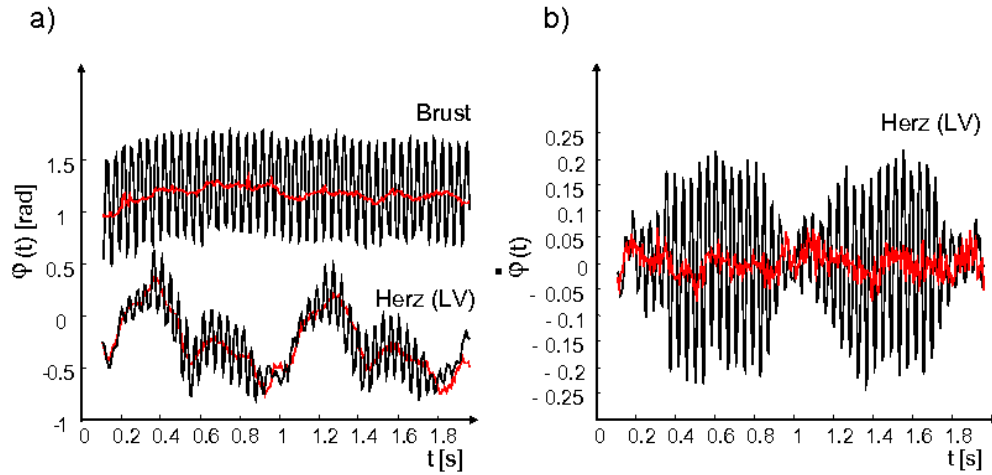 a)
Brust
1.5
1
0.5
0
-0.5
-1
φ(t) [rad]
Herz (LV)
0 0.2 0.4 0.6 0.8 1 1.2 1.4 1.6 1.8
t [s]
b)
Herz (LV)
0.25
0.2
0.15
0.1
0.05
0
- 0.05
- 0.1
- 0.15
- 0.2
0.25
φ̇(t)
0 0.2 0.4 0.6 0.8 1 1.2 1.4 1.6 1.8 2
t [s]